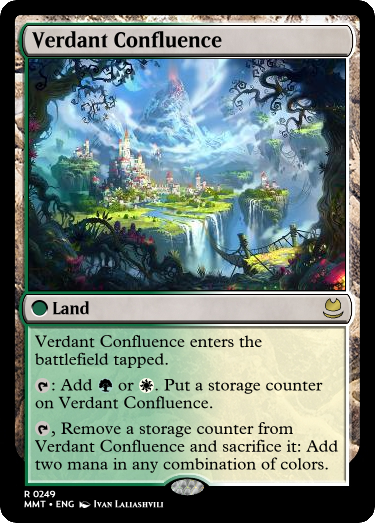 Verdant Confluence
Land
Verdant Confluence enters the
battlefield tapped.
: Add or . Put a storage counter
on Verdant Confluence.
, Remove a storage counter from
Verdant Confluence and sacrifice it: Add
two mana in any combination of colors.
R 0249
MMT • ENG Ivan Laliashvili